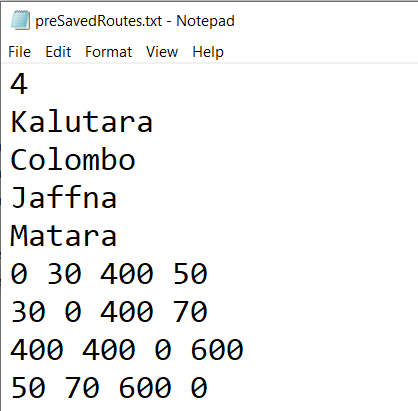 preSavedRoutes.txt - Notepad
File Edit Format View Help
4
Kalutara
Colombo
Jaffna
Matara
0 30 400 50
30 0 400 70
400 400 0 600
50 70 600 0